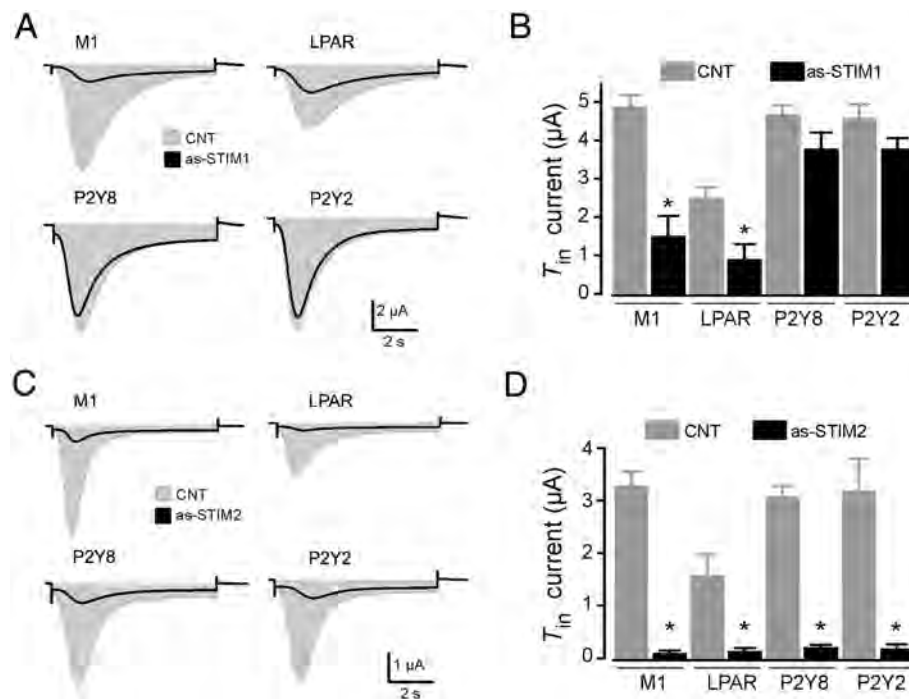 A
M1
LPAR
CNT
as-STIM1
P2Y8
P2Y2
2 µA
2 s
B
CNT
as-STIM1
T_in current (µA)
5
4
3
2
1
0
*
*
M1
LPAR
P2Y8
P2Y2
C
M1
LPAR
CNT
as-STIM2
P2Y8
P2Y2
1 µA
2 s
D
CNT
as-STIM2
T_in current (µA)
4
3
2
1
0
*
*
*
*
M1
LPAR
P2Y8
P2Y2